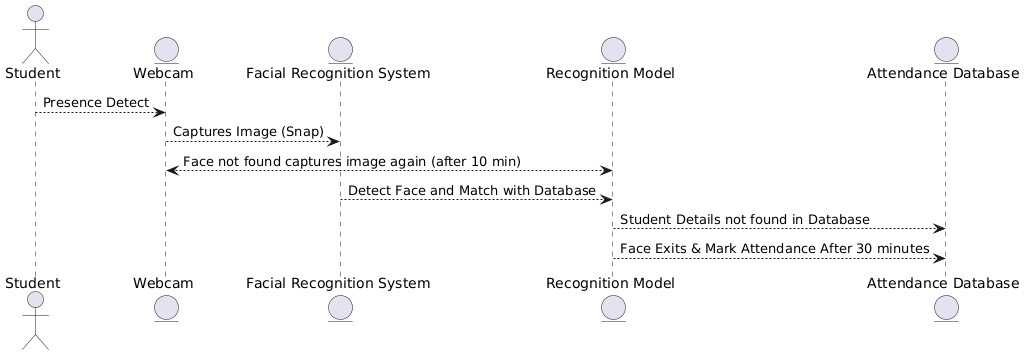 Student
Webcam
Facial Recognition System
Recognition Model
Attendance Database
Presence Detect
Captures Image (Snap)
Face not found captures image again (after 10 min)
Detect Face and Match with Database
Student Details not found in Database
Face Exits & Mark Attendance After 30 minutes
Student
Webcam
Facial Recognition System
Recognition Model
Attendance Database